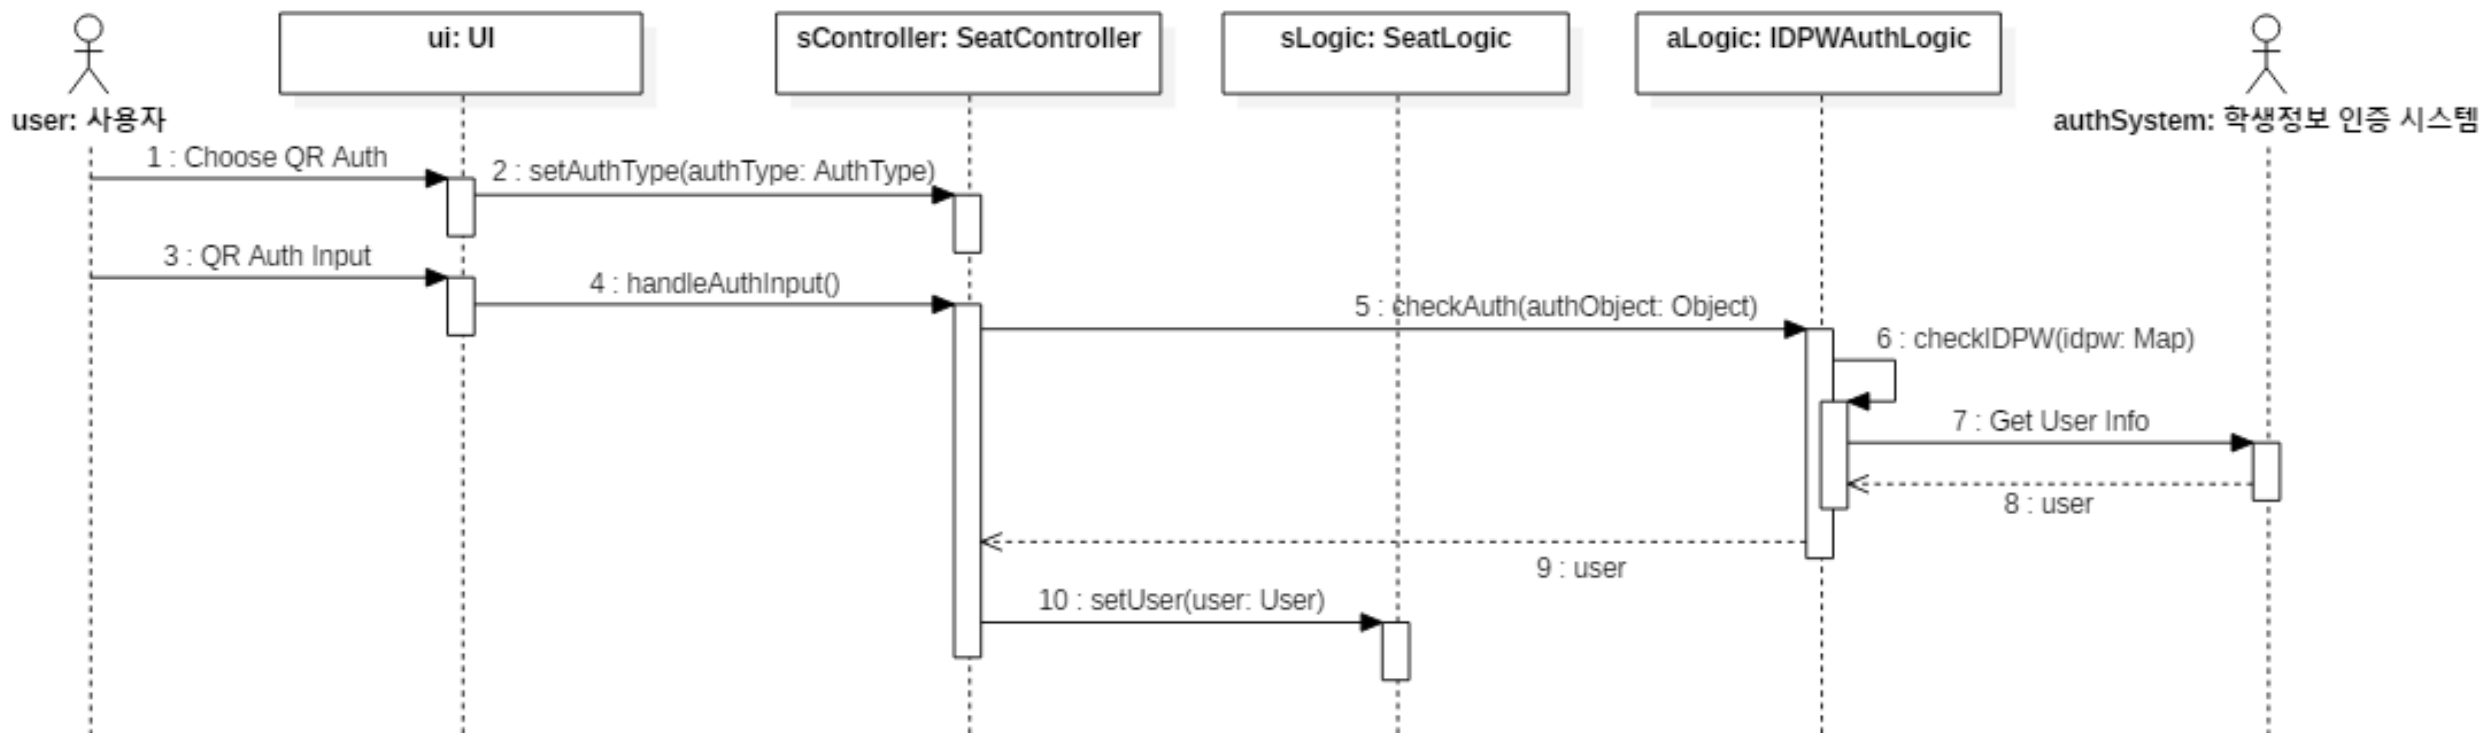 ui: UI
sController: SeatController
sLogic: SeatLogic
aLogic: IDPWAuthLogic
user: 사용자
authSystem: 학생정보 인증 시스템
1 : Choose QR Auth
2 : setAuthType(authType: AuthType)
3 : QR Auth Input
4 : handleAuthInput()
5 : checkAuth(authObject: Object)
6 : checkIDPW(idpw: Map)
7 : Get User Info
8 : user
9 : user
10 : setUser(user: User)